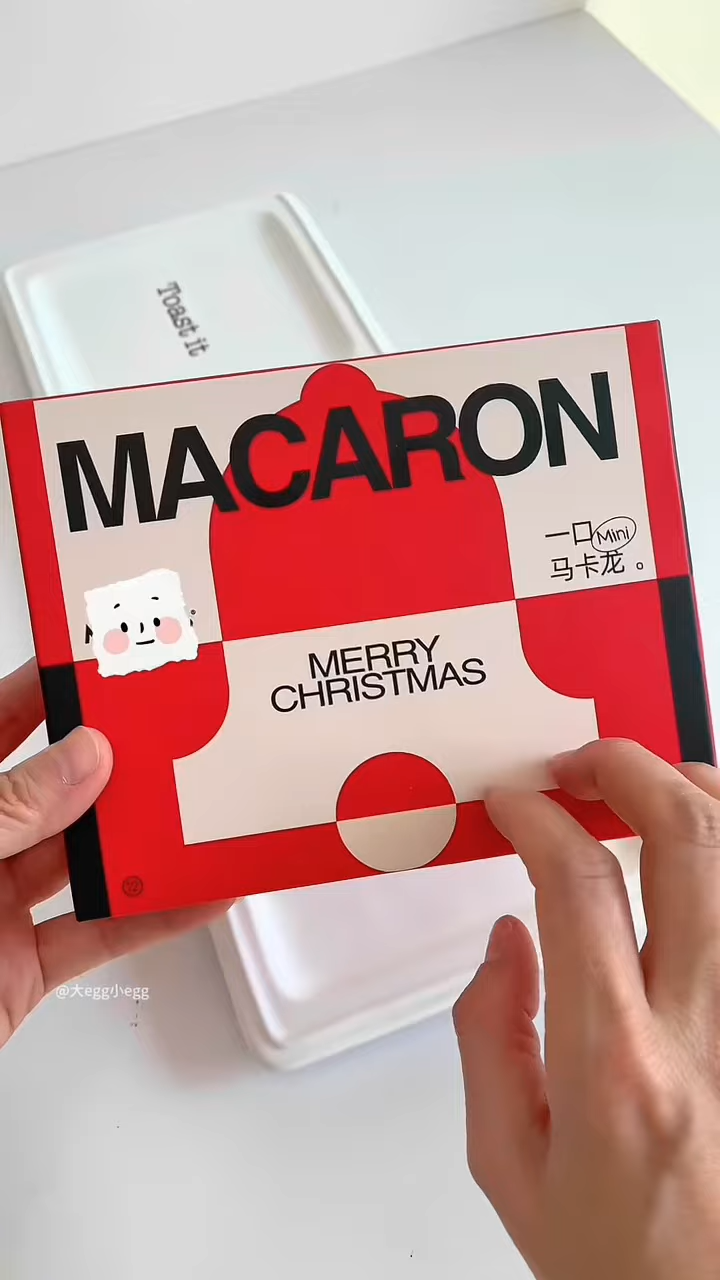 Toast it
MACARON
一口Mini
马卡龙。
MERRY
CHRISTMAS
12
@大egg小egg